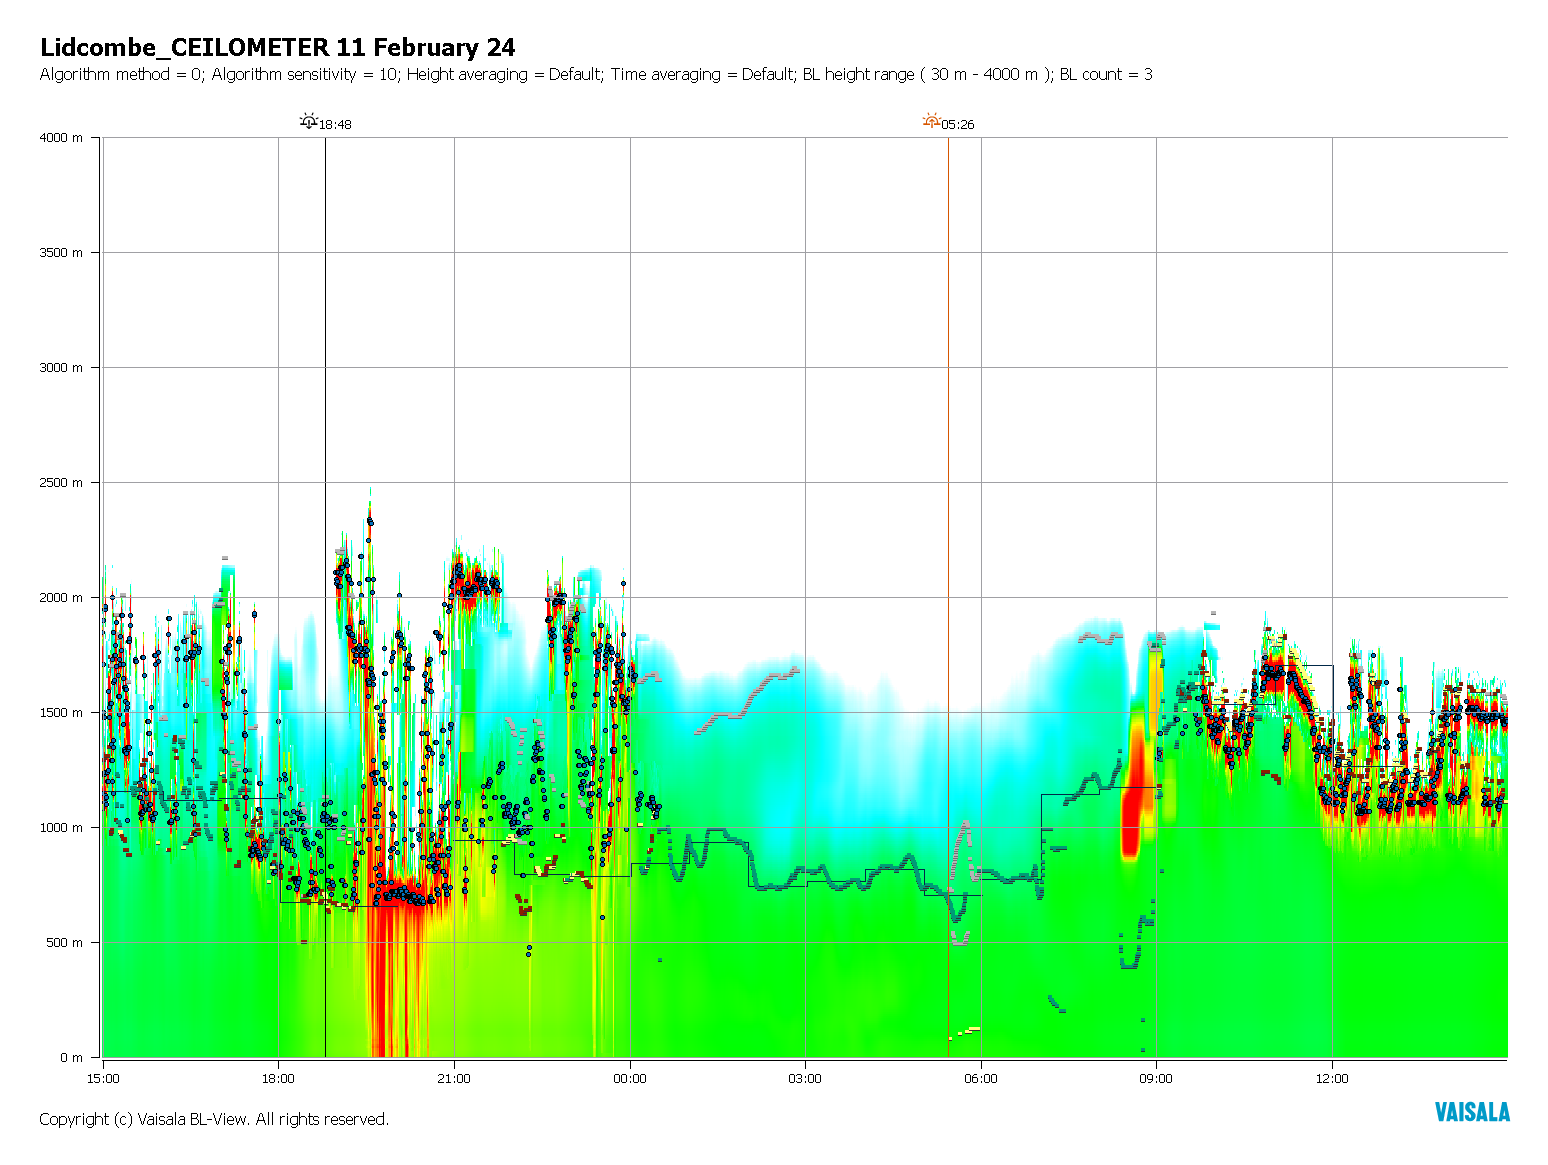 Lidcombe_CEILOMETER 11 February 24
Algorithm method = 0; Algorithm sensitivity = 10; Height averaging = Default; Time averaging = Default; BL height range ( 30 m - 4000 m ); BL count = 3
18:48 05:26
4000 m
3500 m
3000 m
2500 m
2000 m
1500 m
1000 m
500 m
0 m
15:00 18:00 21:00 00:00 03:00 06:00 09:00 12:00
Copyright (c) Vaisala BL-View. All rights reserved.
VAISALA